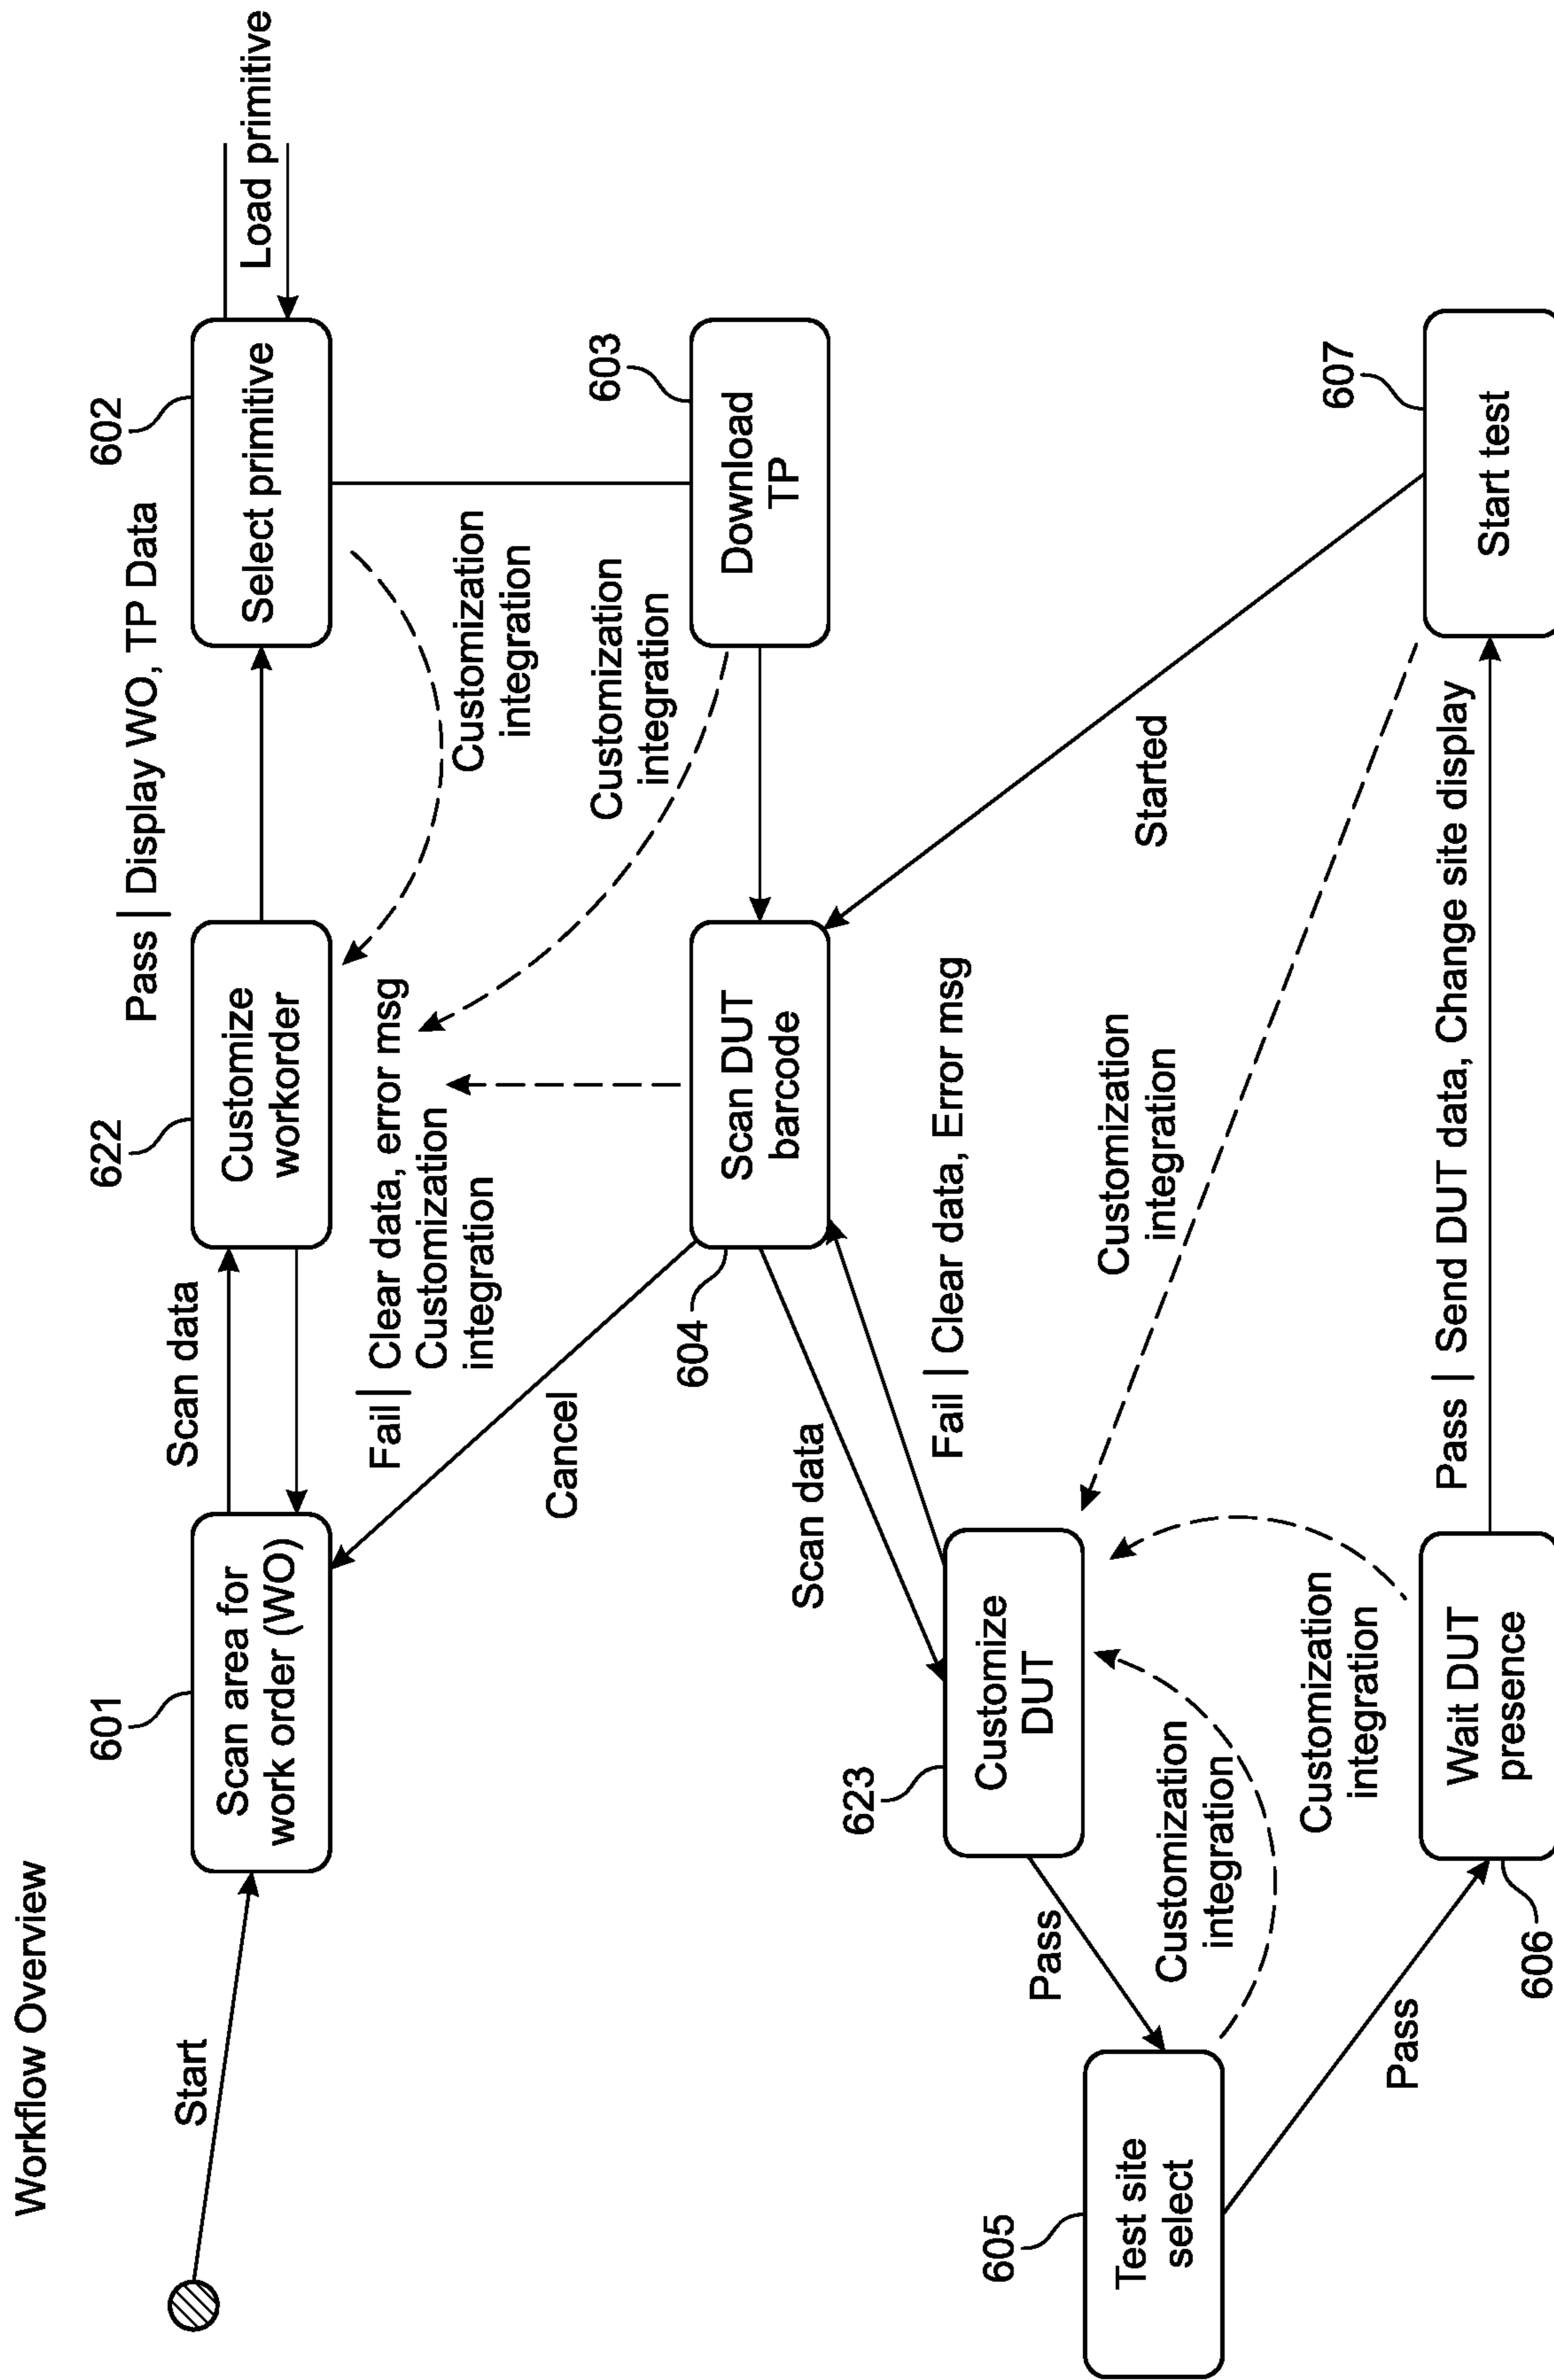 Workflow Overview
Start
601
Scan area for
work order (WO)
Scan data
622
Customize
workorder
Pass | Display WO, TP Data
602
Select primitive
Load primitive
Fail | Clear data, error msg
Customization
integration
Customization
integration
Customization
integration
603
Download
TP
Cancel
604
Scan DUT
barcode
Scan data
Fail | Clear data, Error msg
Started
623
Customize
DUT
Customization
integration
Pass
605
Test site
select
Customization
integration
Customization
integration
Pass
606
Wait DUT
presence
Pass | Send DUT data, Change site display
607
Start test